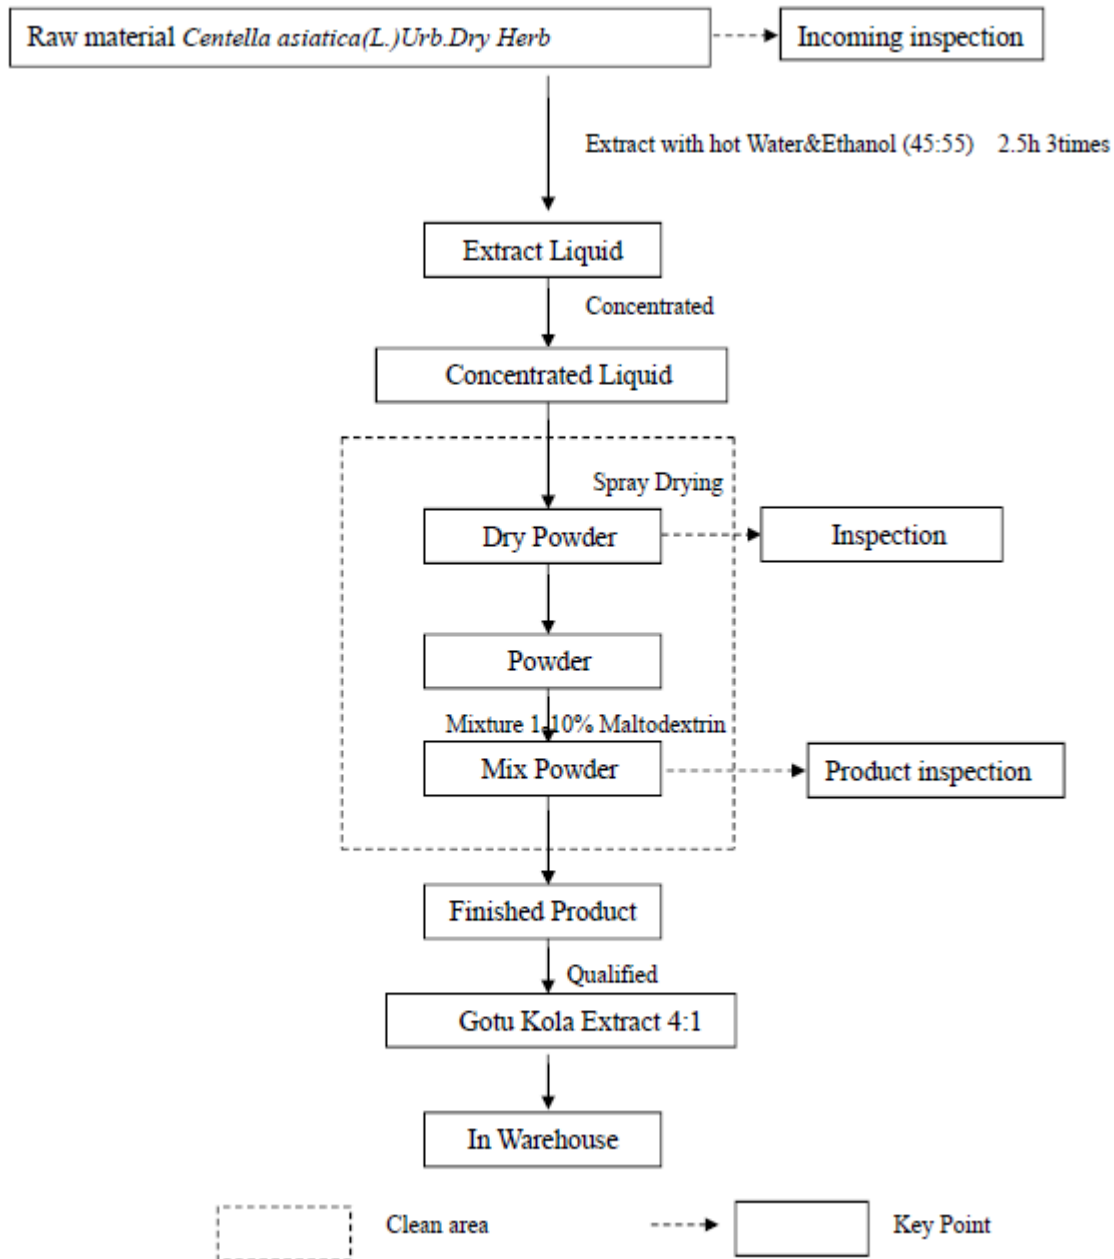 Raw material Centella asiatica(L.)Urb.Dry Herb
Incoming inspection
Extract with hot Water&Ethanol (45:55) 2.5h 3times
Extract Liquid
Concentrated
Concentrated Liquid
Spray Drying
Dry Powder
Inspection
Powder
Mixture 1-10% Maltodextrin
Mix Powder
Product inspection
Finished Product
Qualified
Gotu Kola Extract 4:1
In Warehouse
Clean area
Key Point